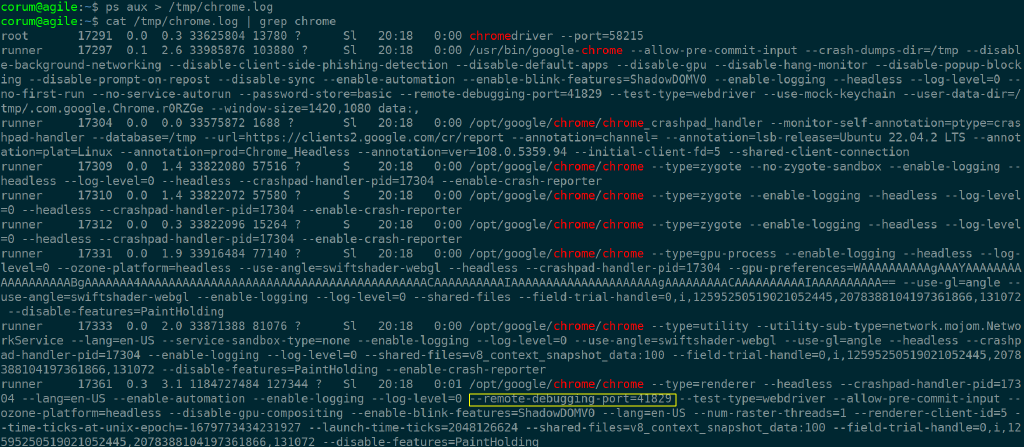 corum@agile:~$ ps aux > /tmp/chrome.log
corum@agile:~$ cat /tmp/chrome.log | grep chrome
root     17291  0.0  0.3 33625804 13780 ?      Sl   20:18   0:00 chromedriver --port=58215
runner   17297  0.1  2.6 33985876 103880 ?     Sl   20:18   0:00 /usr/bin/google-chrome --allow-pre-commit-input --crash-dumps-dir=/tmp --disabl
e-background-networking --disable-client-side-phishing-detection --disable-default-apps --disable-gpu --disable-hang-monitor --disable-popup-block
ing --disable-prompt-on-repost --disable-sync --enable-automation --enable-blink-features=ShadowDOMV0 --enable-logging --headless --log-level=0 --
no-first-run --no-service-autorun --password-store=basic --remote-debugging-port=41829 --test-type=webdriver --use-mock-keychain --user-data-dir=/
tmp/.com.google.Chrome.r0RZGe --window-size=1420,1080 data:,
runner   17304  0.0  0.0 33575872 1688 ?       Sl   20:18   0:00 /opt/google/chrome/chrome_crashpad_handler --monitor-self-annotation=ptype=cras
hpad-handler --database=/tmp --url=https://clients2.google.com/cr/report --annotation=channel= --annotation=lsb-release=Ubuntu 22.04.2 LTS --annot
ation=plat=Linux --annotation=prod=Chrome_Headless --annotation=ver=108.0.5359.94 --initial-client-fd=5 --shared-client-connection
runner   17309  0.0  1.4 33822080 57516 ?      S    20:18   0:00 /opt/google/chrome/chrome --type=zygote --no-zygote-sandbox --enable-logging --
headless --log-level=0 --headless --crashpad-handler-pid=17304 --enable-crash-reporter
runner   17310  0.0  1.4 33822072 57580 ?      S    20:18   0:00 /opt/google/chrome/chrome --type=zygote --enable-logging --headless --log-level
=0 --headless --crashpad-handler-pid=17304 --enable-crash-reporter
runner   17312  0.0  0.3 33822096 15264 ?      S    20:18   0:00 /opt/google/chrome/chrome --type=zygote --enable-logging --headless --log-level
=0 --headless --crashpad-handler-pid=17304 --enable-crash-reporter
runner   17331  0.0  1.9 33916484 77140 ?      Sl   20:18   0:00 /opt/google/chrome/chrome --type=gpu-process --enable-logging --headless --log-
level=0 --ozone-platform=headless --use-angle=swiftshader-webgl --headless --crashpad-handler-pid=17304
use-angle=swiftshader-webgl --enable-logging --log-level=0 --shared-files --field-trial-handle=0,i,12595250519021052445,2078388104197361866,131072
--disable-features=PaintHolding
runner   17333  0.0  2.0 33871388 81076 ?      Sl   20:18   0:00 /opt/google/chrome/chrome --type=utility --utility-sub-type=network.mojom.Netwo
rkService --lang=en-US --service-sandbox-type=none --enable-logging --log-level=0 --use-angle=swiftshader-webgl --use-gl=angle --headless --crashp
ad-handler-pid=17304 --enable-logging --log-level=0 --shared-files=v8_context_snapshot_data:100 --field-trial-handle=0,i,12595250519021052445,2078
388104197361866,131072 --disable-features=PaintHolding --enable-crash-reporter
runner   17361  0.3  3.1 1184727484 127344 ?   Sl   20:18   0:01 /opt/google/chrome/chrome --type=renderer --headless --crashpad-handler-pid=173
04 --lang=en-US --enable-automation --enable-logging --log-level=0 --remote-debugging-port=41829 --test-type=webdriver --allow-pre-commit-input --
ozone-platform=headless --disable-gpu-compositing --enable-blink-features=ShadowDOMV0 --lang=en-US --num-raster-threads=1 --renderer-client-id=5 -
-time-ticks-at-unix-epoch=-1679773434231927 --launch-time-ticks=2048126624 --shared-files=v8_context_snapshot_data:100 --field-trial-handle=0,i,12
595250519021052445,2078388104197361866,131072 --disable-features=PaintHolding